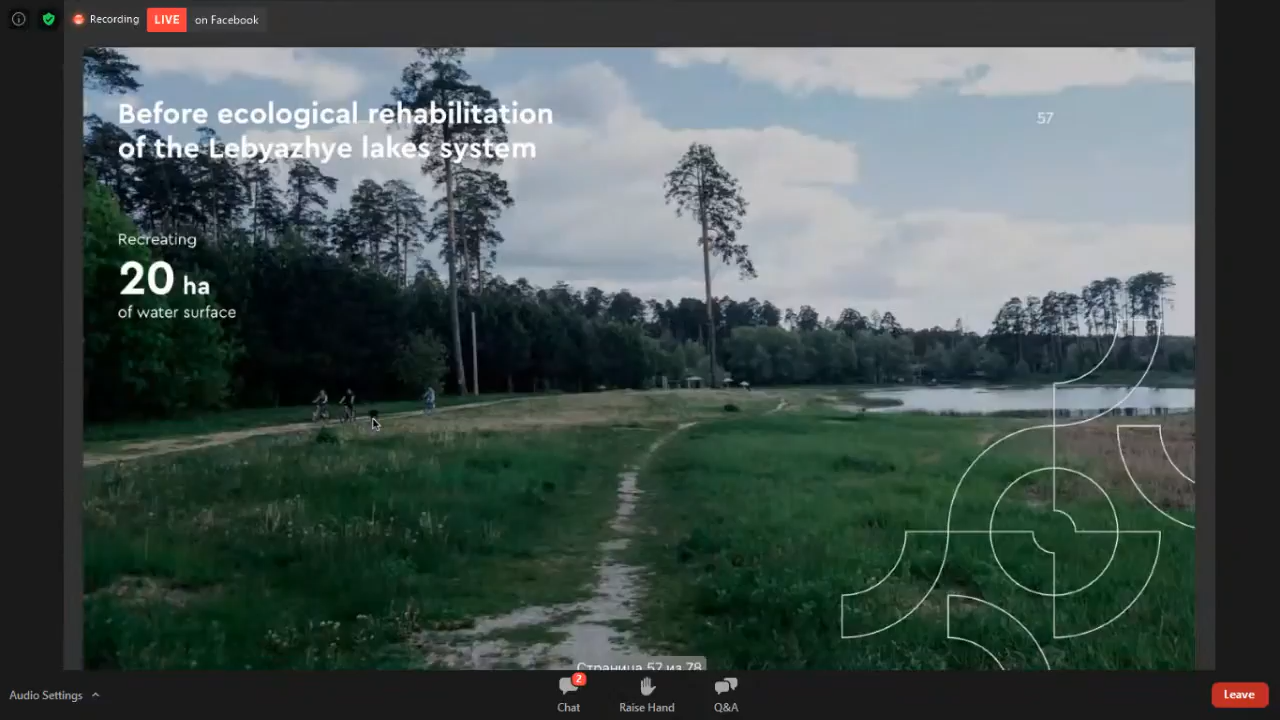 Recording
LIVE
on Facebook
Before ecological rehabilitation
of the Lebyazhye lakes system
57
Recreating
20 ha
of water surface
Страница 57 из 78
Audio Settings
2
Chat
Raise Hand
Q&A
Leave